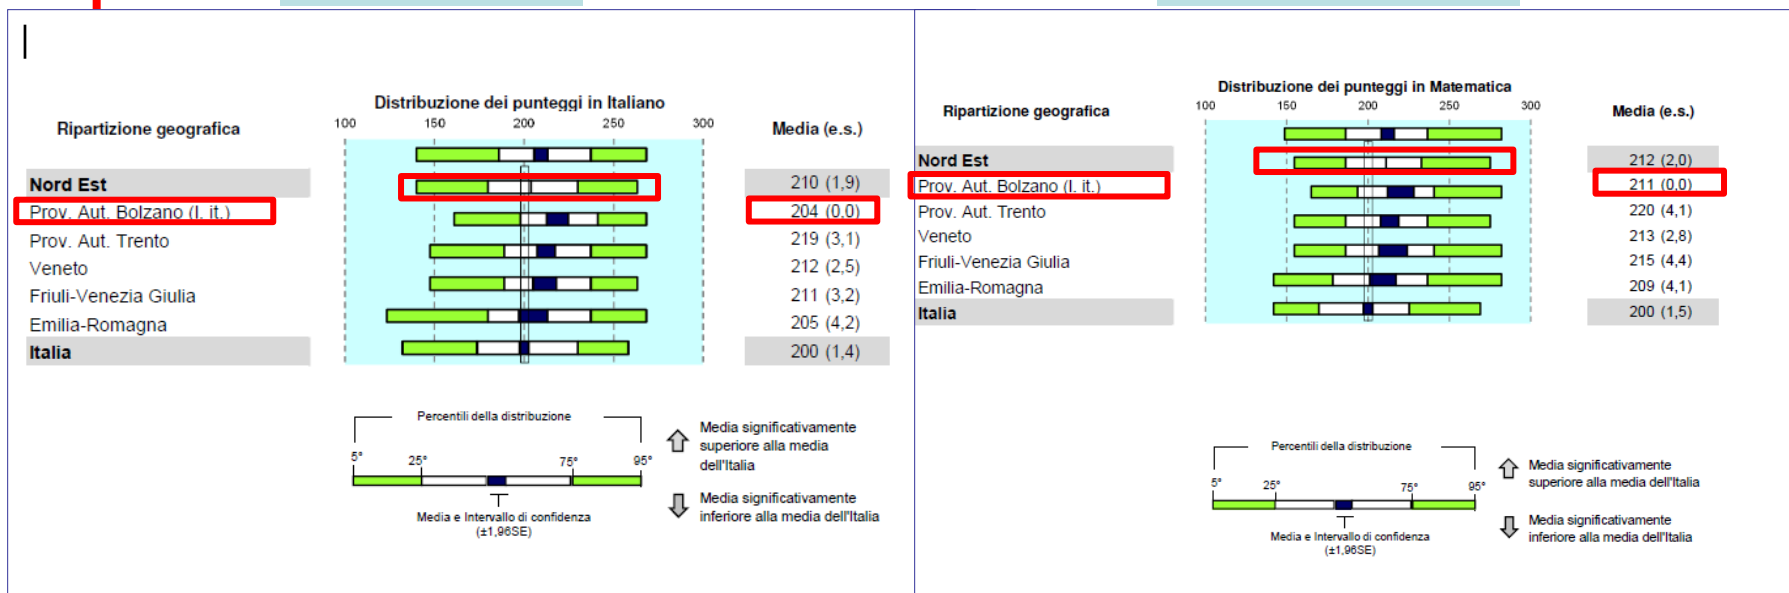 Distribuzione dei punteggi in Italiano
Ripartizione geografica
100 150 200 250 300
Media (e.s.)
Nord Est 210 (1,9)
Prov. Aut. Bolzano (l. it.) 204 (0,0)
Prov. Aut. Trento 219 (3,1)
Veneto 212 (2,5)
Friuli-Venezia Giulia 211 (3,2)
Emilia-Romagna 205 (4,2)
Italia 200 (1,4)
Percentili della distribuzione
5° 25° 75° 95°
Media e Intervallo di confidenza
(±1,96SE)
Media significativamente
superiore alla media
dell'Italia
Media significativamente
inferiore alla media dell'Italia
Distribuzione dei punteggi in Matematica
Ripartizione geografica
100 150 200 250 300
Media (e.s.)
Nord Est 212 (2,0)
Prov. Aut. Bolzano (l. it.) 211 (0,0)
Prov. Aut. Trento 220 (4,1)
Veneto 213 (2,8)
Friuli-Venezia Giulia 215 (4,4)
Emilia-Romagna 209 (4,1)
Italia 200 (1,5)
Percentili della distribuzione
5° 25° 75° 95°
Media e Intervallo di confidenza
(±1,96SE)
Media significativamente
superiore alla media dell'Italia
Media significativamente
inferiore alla media dell'Italia